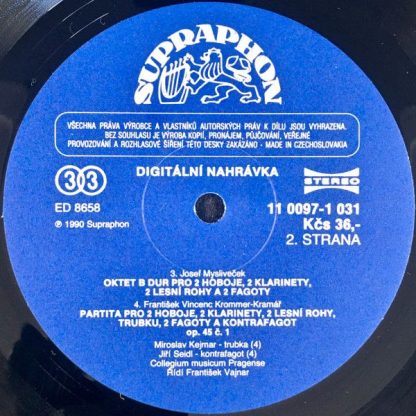 SUPRAPHON
VŠECHNA PRÁVA VÝROBCE A VLASTNÍKŮ AUTORSKÝCH PRÁV K DÍLU JSOU VYHRAZENA.
BEZ SOUHLASU JE VÝROBA KOPIÍ, PRONÁJEM, PŮJČOVÁNÍ, VEŘEJNÉ
PROVOZOVÁNÍ A ROZHLASOVÉ ŠÍŘENÍ TÉTO DESKY ZAKÁZÁNO - MADE IN CZECHOSLOVAKIA
33 DIGITÁLNÍ NAHRÁVKA STEREO
ED 8658 11 0097-1 031
℗ 1990 Supraphon Kčs 36,-
2. STRANA
3. Josef Mysliveček
OKTET B DUR PRO 2 HOBOJE, 2 KLARINETY,
2 LESNÍ ROHY A 2 FAGOTY
4. František Vincenc Krommer-Kramář
PARTITA PRO 2 HOBOJE, 2 KLARINETY, 2 LESNÍ ROHY,
TRUBKU, 2 FAGOTY A KONTRAFAGOT
op. 45 č. 1
Miroslav Kejmar - trubka (4)
Jiří Seidl - kontrafagot (4)
Collegium musicum Pragense
Řídí František Vajnar